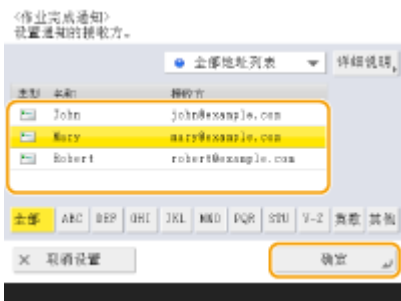 <作业完成通知>
设置通知的接收方。
全部地址列表 详细说明
类型 名称 接收方
John john@example.com
Mary mary@example.com
Robert robert@example.com
全部 ABC DEF GHI JKL MNO PQR STU V-Z 数 其他
× 取消设置 确定